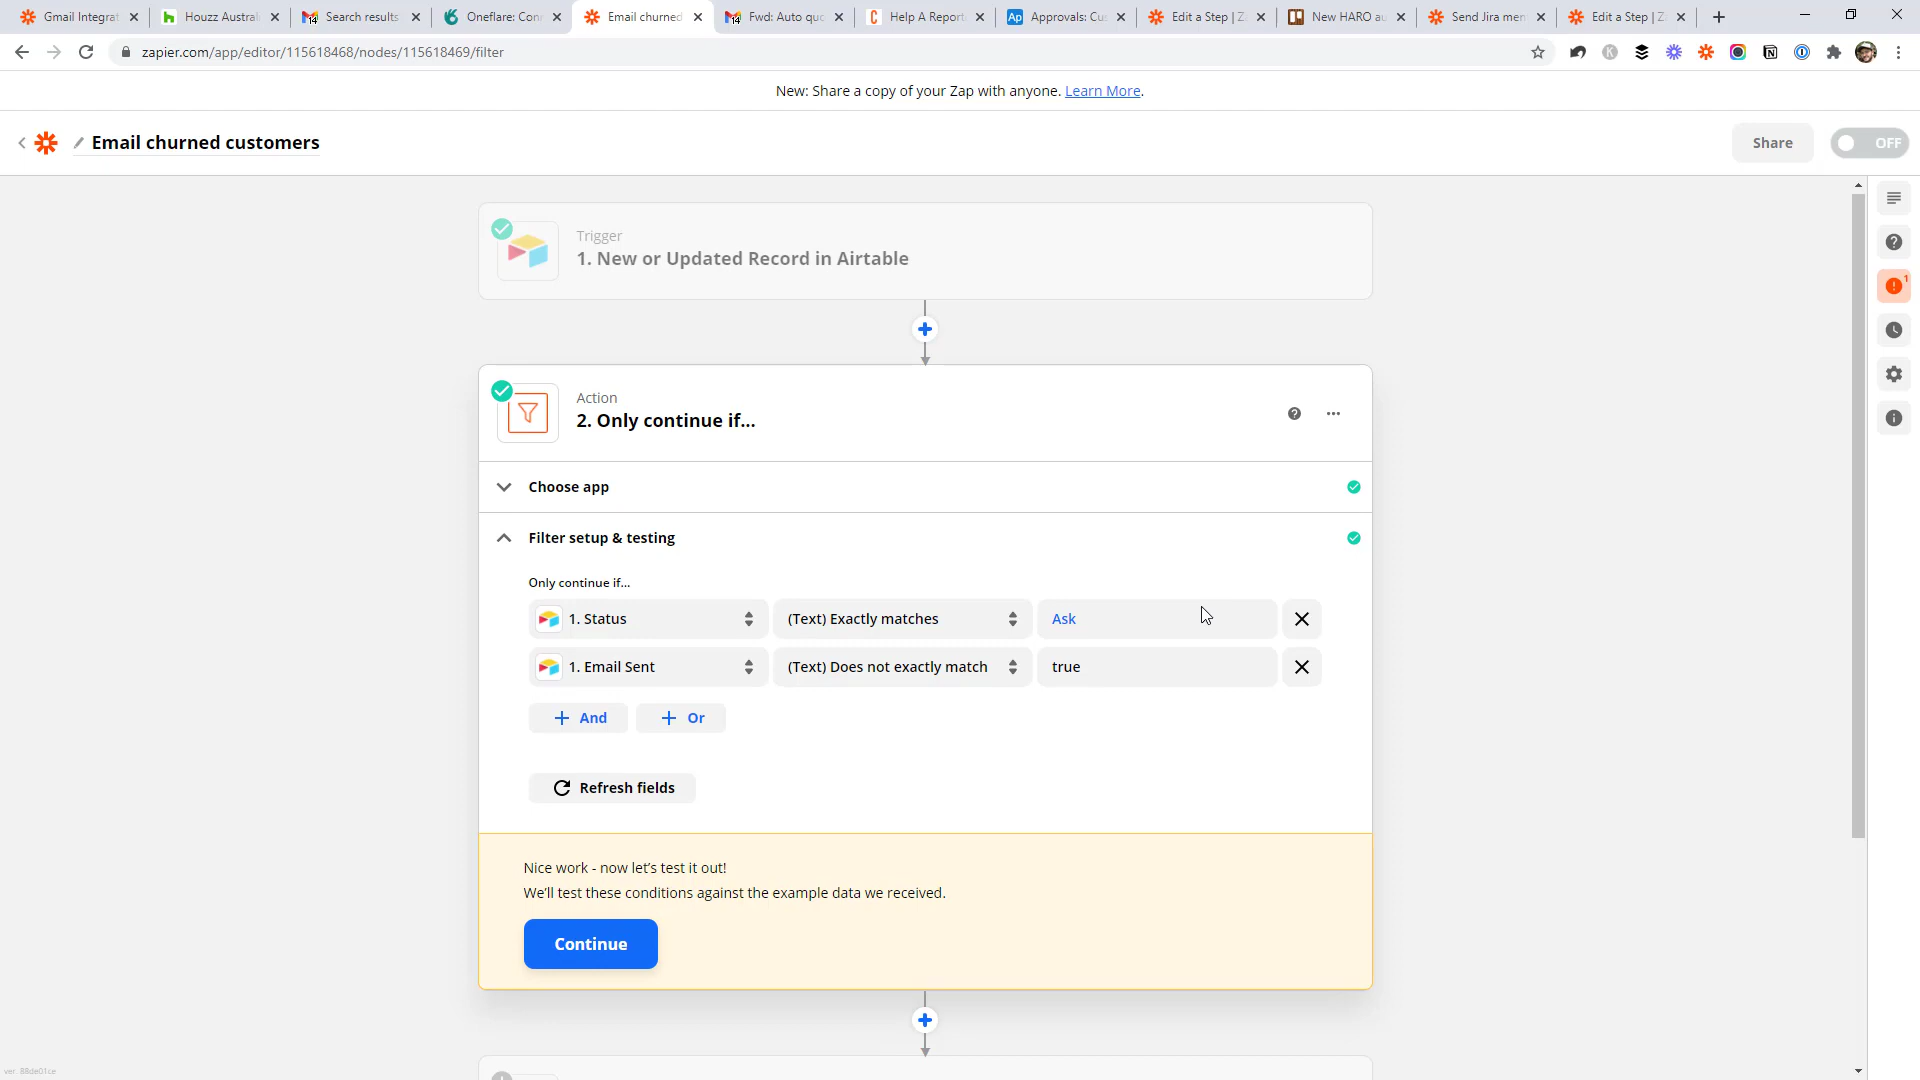 Gmail Integrat
Houzz Austral
Search results
Oneflare: Con
Email churned
Fwd: Auto quo
Help A Report
Approvals: Cu
Edit a Step | Z
New HARO au
Send Jira men
Edit a Step | Z
zapier.com/app/editor/115618468/nodes/115618469/filter
New: Share a copy of your Zap with anyone. Learn More.
Email churned customers
Share
OFF
Trigger
1. New or Updated Record in Airtable
Action
2. Only continue if...
Choose app
Filter setup & testing
Only continue if...
1. Status
(Text) Exactly matches
Ask
1. Email Sent
(Text) Does not exactly match
true
And
Or
Refresh fields
Nice work - now let's test it out!
We'll test these conditions against the example data we received.
Continue
ver. 88de01ce